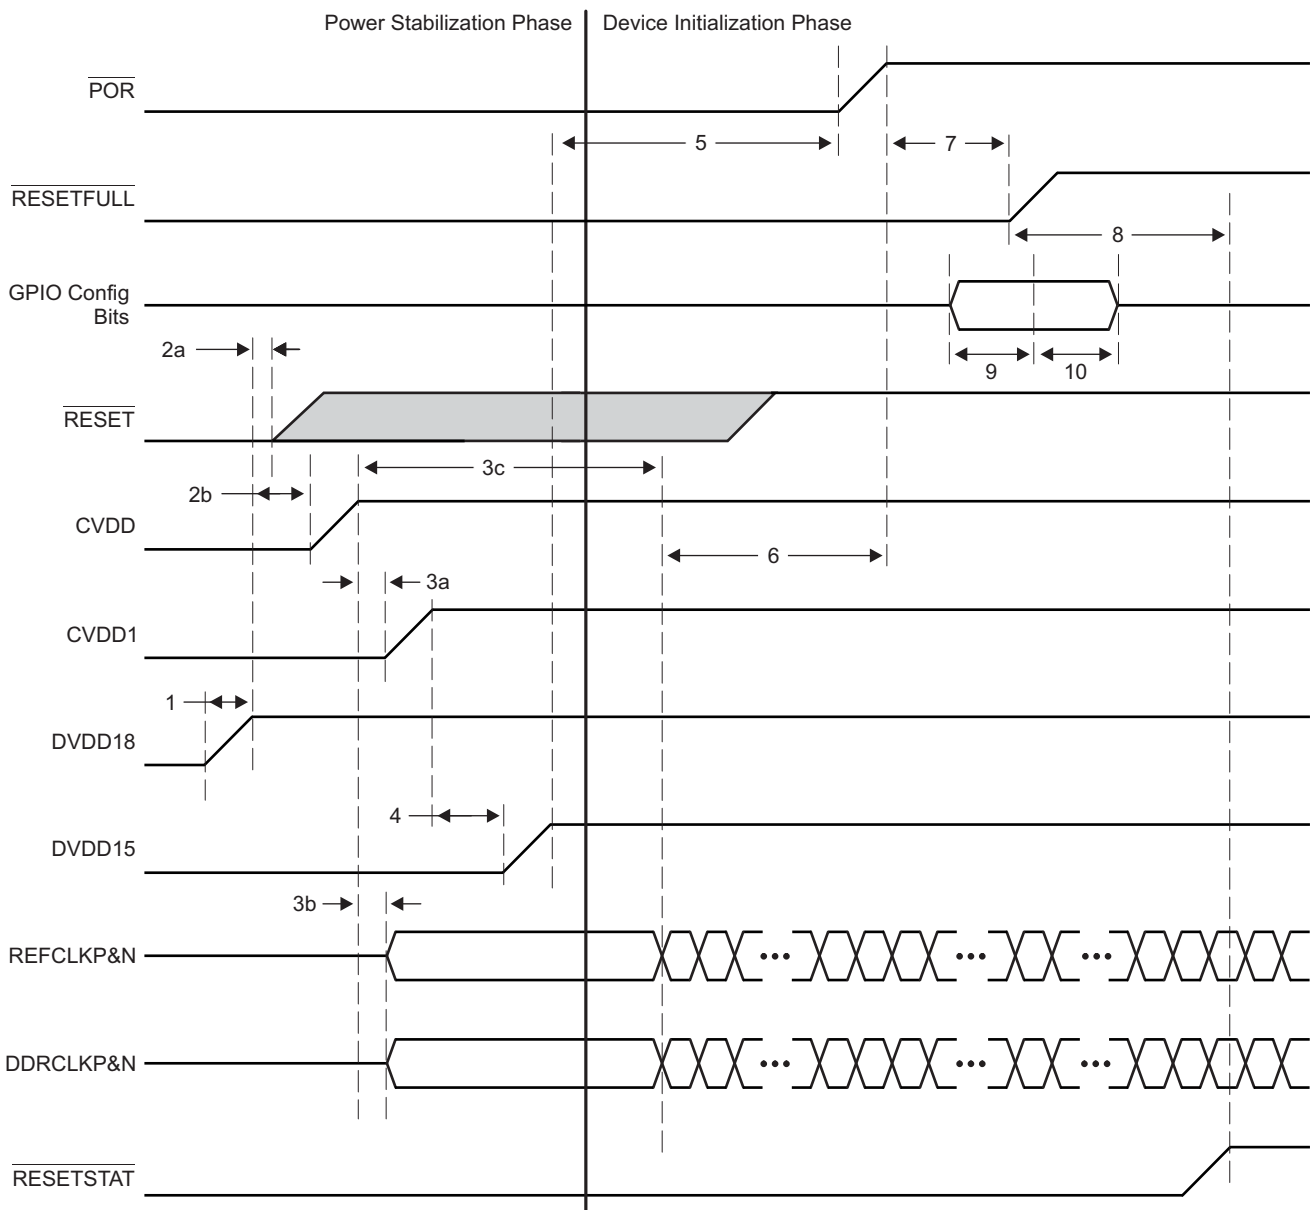 Power Stabilization Phase
Device Initialization Phase
POR
5
7
RESETFULL
8
GPIO Config
Bits
2a
9
10
RESET
3c
2b
CVDD
6
3a
CVDD1
1
DVDD18
4
DVDD15
3b
REFCLKP&N
DDRCLKP&N
RESETSTAT